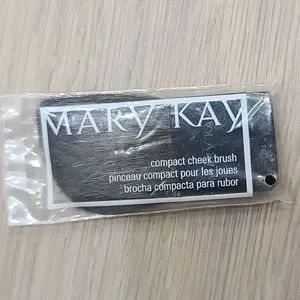 MARY KAY
compact cheek brush
pinceau compact pour les joues
brocha compacta para rubor